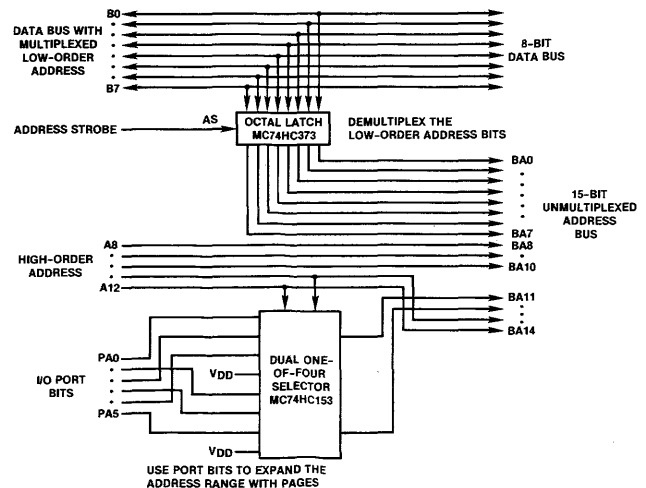 B0
DATA BUS WITH
MULTIPLEXED
LOW-ORDER
ADDRESS
B7
8-BIT
DATA BUS
ADDRESS STROBE
AS
OCTAL LATCH
MC74HC373
DEMULTIPLEX THE
LOW-ORDER ADDRESS BITS
BA0
BA7
15-BIT
UNMULTIPLEXED
ADDRESS
BUS
A8
HIGH-ORDER
ADDRESS
A12
BA8
BA10
BA11
BA14
PA0
I/O PORT
BITS
PA5
VDD
DUAL ONE-
OF-FOUR
SELECTOR
MC74HC153
VDD
USE PORT BITS TO EXPAND THE
ADDRESS RANGE WITH PAGES